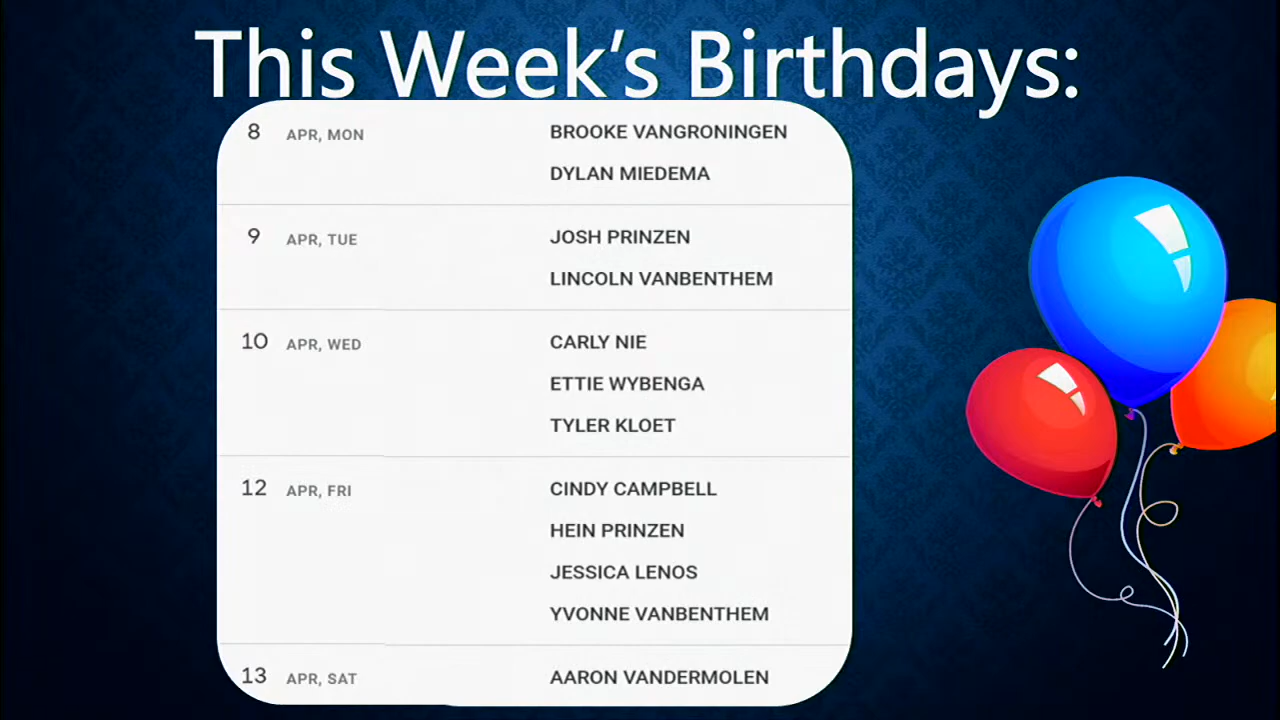 This Week’s Birthdays:
8 APR, MON BROOKE VANGRONINGEN
DYLAN MIEDEMA
9 APR, TUE JOSH PRINZEN
LINCOLN VANBENTHEM
10 APR, WED CARLY NIE
ETTIE WYBENGA
TYLER KLOET
12 APR, FRI CINDY CAMPBELL
HEIN PRINZEN
JESSICA LENOS
YVONNE VANBENTHEM
13 APR, SAT AARON VANDERMOLEN